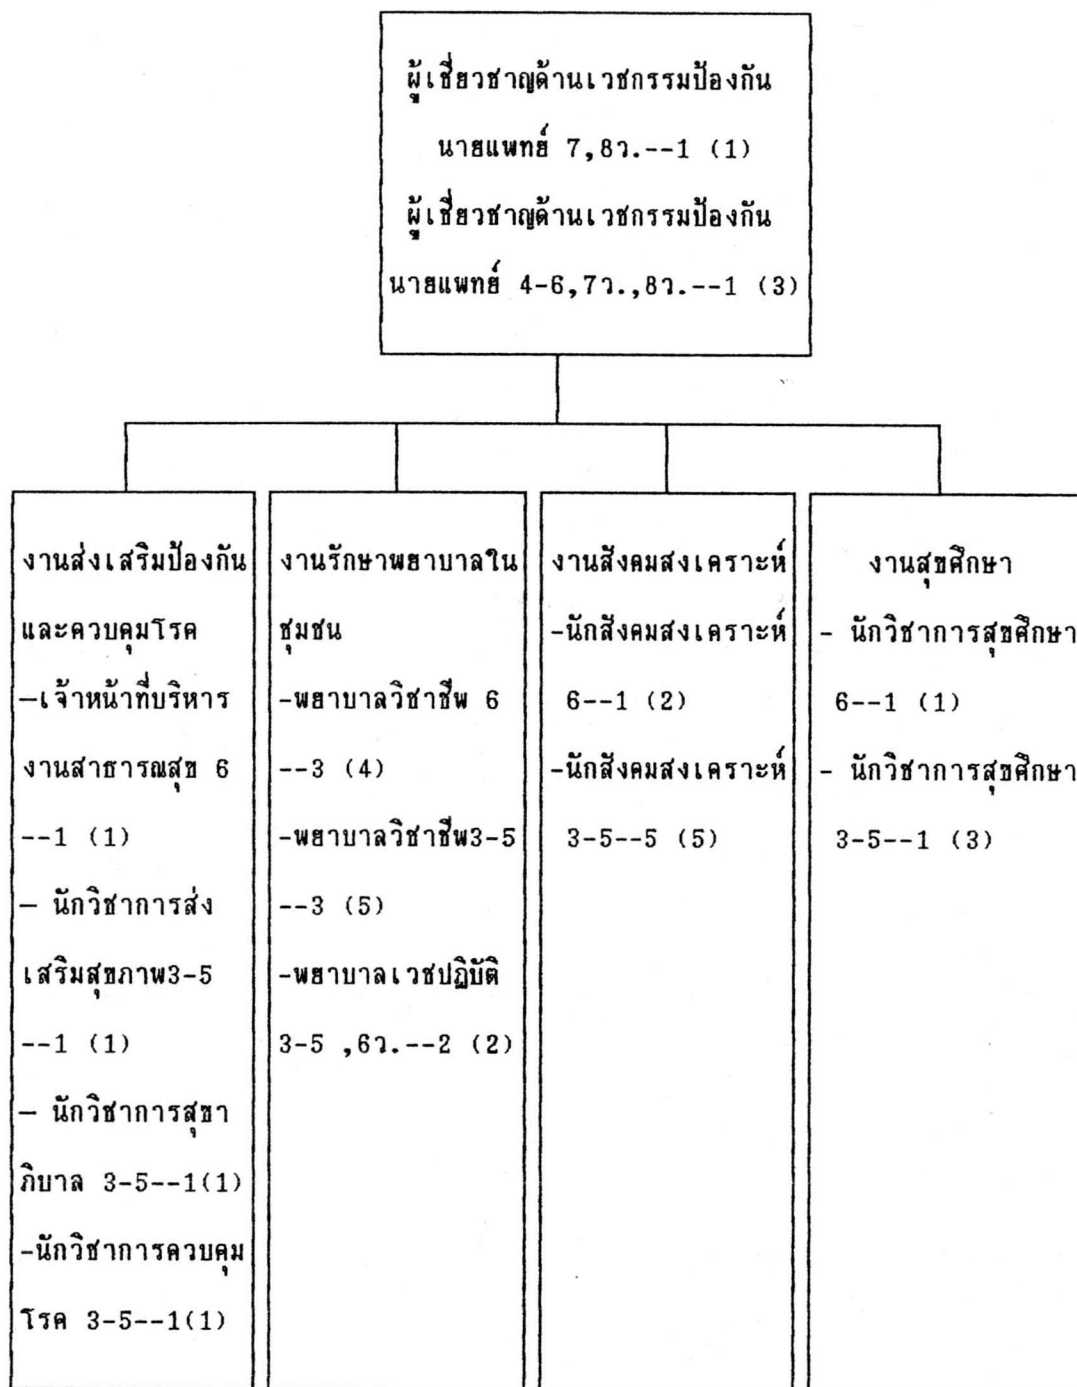 ผู้เชี่ยวชาญด้านเวชกรรมป้องกัน
นายแพทย์ 7,8ว.--1 (1)
ผู้เชี่ยวชาญด้านเวชกรรมป้องกัน
นายแพทย์ 4-6,7ว.,8ว.--1 (3)
งานส่งเสริมป้องกัน
และควบคุมโรค
-เจ้าหน้าที่บริหาร
งานสาธารณสุข 6
--1 (1)
- นักวิชาการส่ง
เสริมสุขภาพ3-5
--1 (1)
- นักวิชาการสุขา
ภิบาล 3-5--1(1)
-นักวิชาการควบคุม
โรค 3-5--1(1)
งานรักษาพยาบาลใน
ชุมชน
-พยาบาลวิชาชีพ 6
--3 (4)
-พยาบาลวิชาชีพ3-5
--3 (5)
-พยาบาลเวชปฏิบัติ
3-5 ,6ว.--2 (2)
งานสังคมสงเคราะห์
-นักสังคมสงเคราะห์
6--1 (2)
-นักสังคมสงเคราะห์
3-5--5 (5)
งานสุขศึกษา
- นักวิชาการสุขศึกษา
6--1 (1)
- นักวิชาการสุขศึกษา
3-5--1 (3)